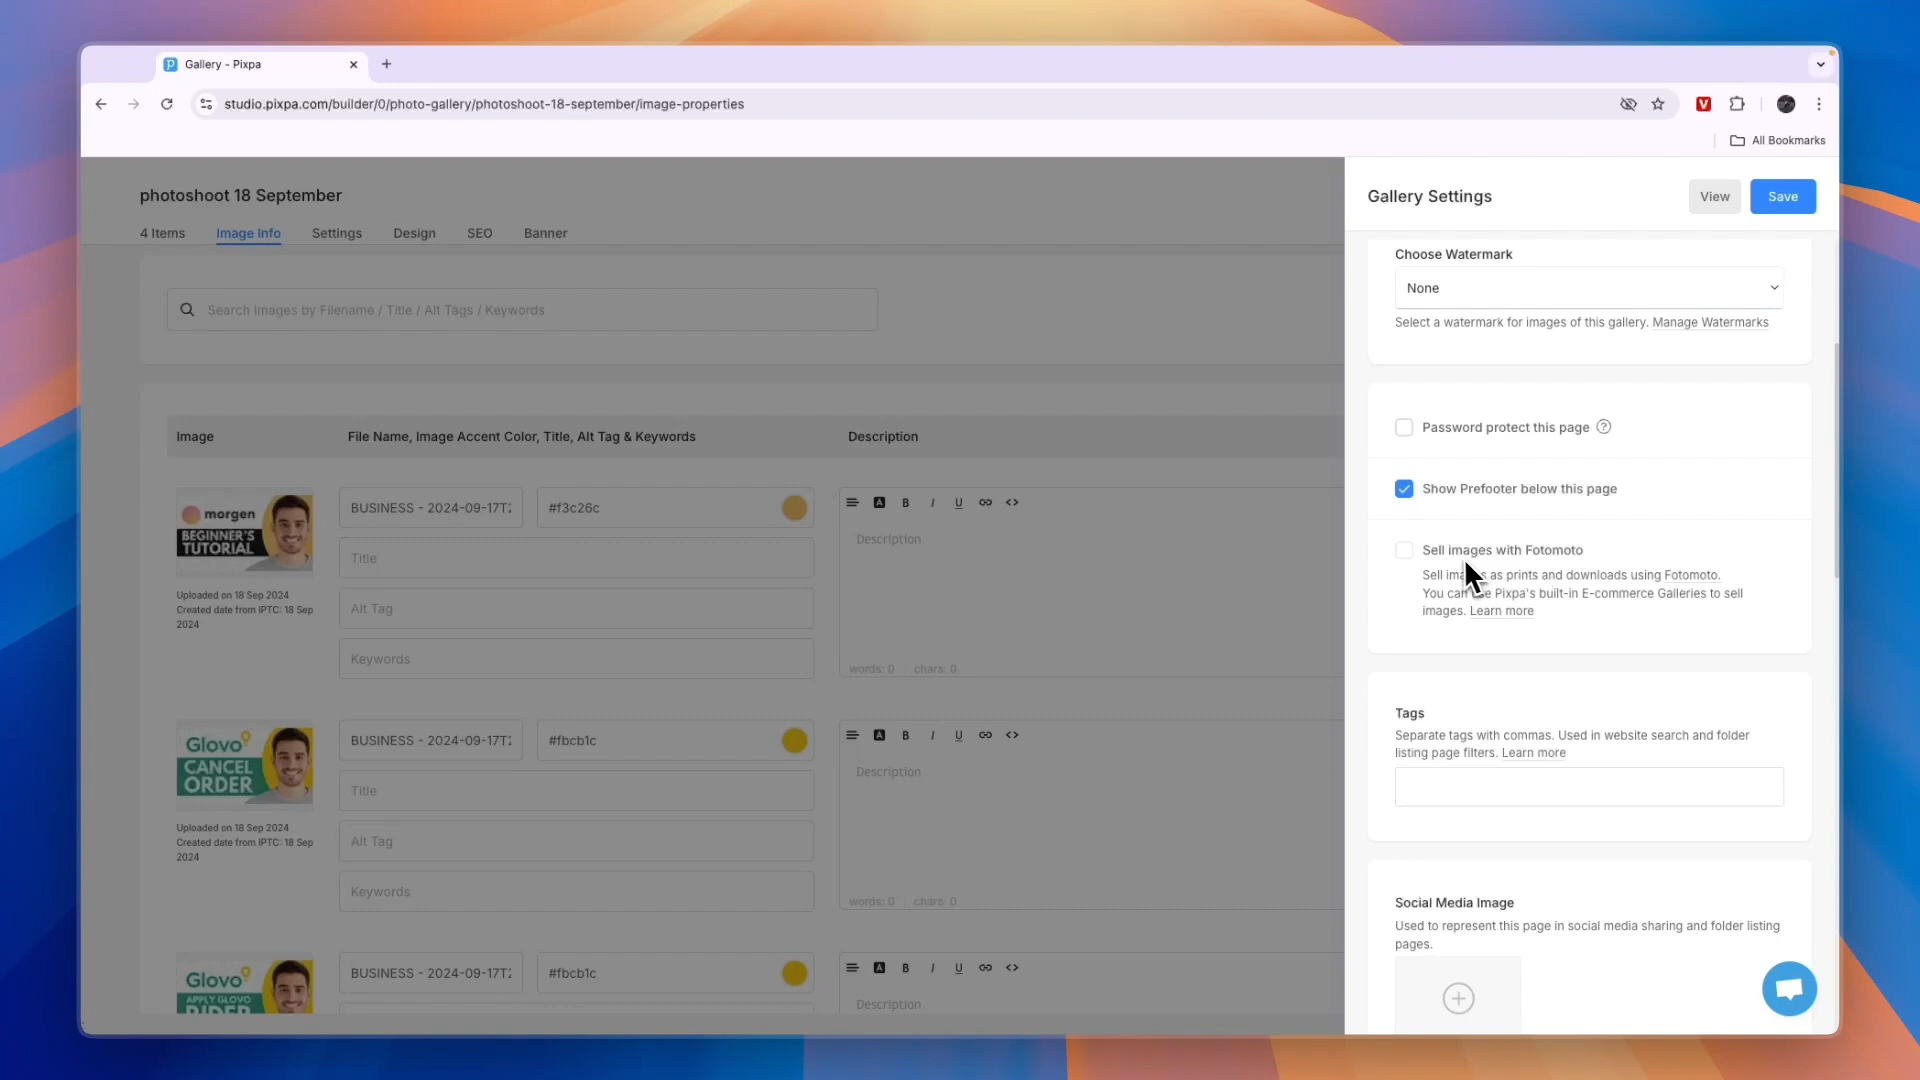 Gallery - Pixpa
studio.pixpa.com/builder/0/photo-gallery/photoshoot-18-september/image-properties
All Bookmarks
photoshoot 18 September
4 Items
Image Info
Settings
Design
SEO
Banner
Search Images by Filename / Title / Alt Tags / Keywords
Image
File Name, Image Accent Color, Title, Alt Tag & Keywords
Description
morgen
BEGINNER'S
TUTORIAL
Uploaded on 18 Sep 2024
Created date from IPTC: 18 Sep
2024
BUSINESS - 2024-09-17T
#f3c26c
Title
Alt Tag
Keywords
Description
words: 0
chars: 0
Glovo
CANCEL
ORDER
Uploaded on 18 Sep 2024
Created date from IPTC: 18 Sep
2024
BUSINESS - 2024-09-17T
#fbcb1c
Title
Alt Tag
Keywords
Description
words: 0
chars: 0
Glovo
APPLY GLOVO
RIDER
BUSINESS - 2024-09-17T
#fbcb1c
Description
Gallery Settings
View
Save
Choose Watermark
None
Select a watermark for images of this gallery. Manage Watermarks
Password protect this page
Show Prefooter below this page
Sell images with Fotomoto
Sell as prints and downloads using Fotomoto.
You can Pixpa's built-in E-commerce Galleries to sell
images. Learn more
Tags
Separate tags with commas. Used in website search and folder
listing page filters. Learn more
Social Media Image
Used to represent this page in social media sharing and folder listing
pages.